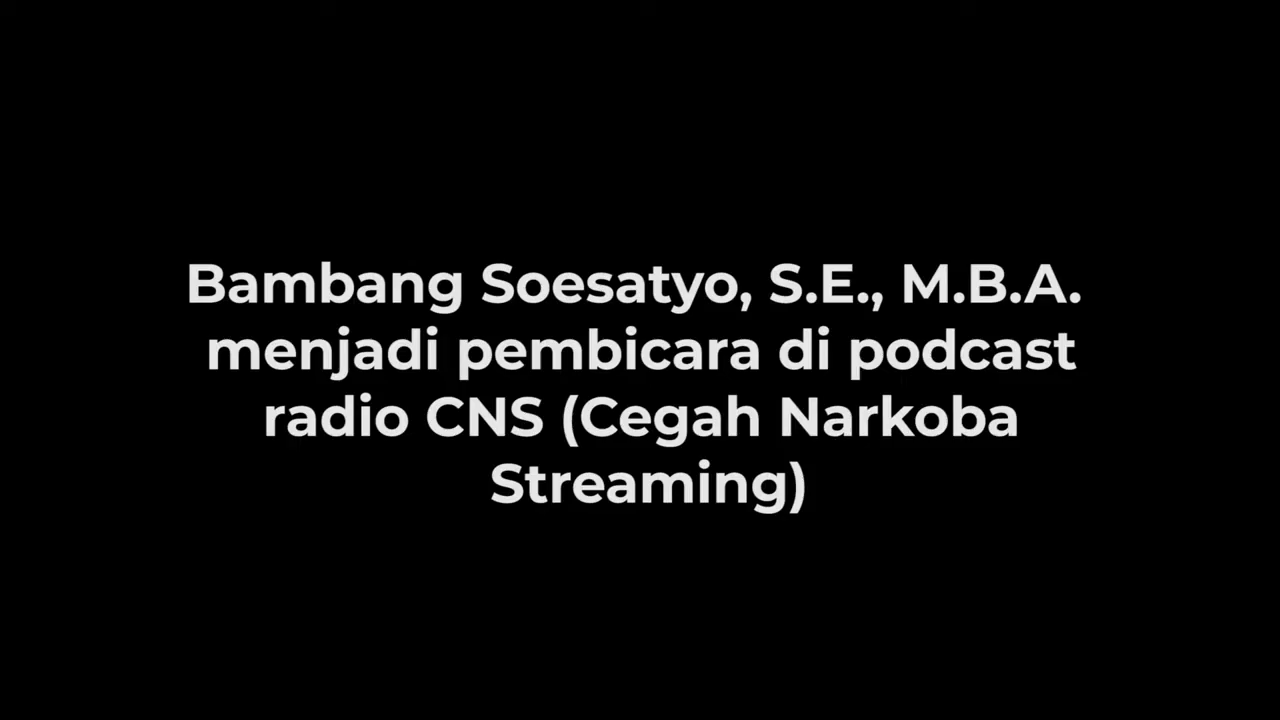 Bambang Soesatyo, S.E., M.B.A.
menjadi pembicara di podcast
radio CNS (Cegah Narkoba
Streaming)